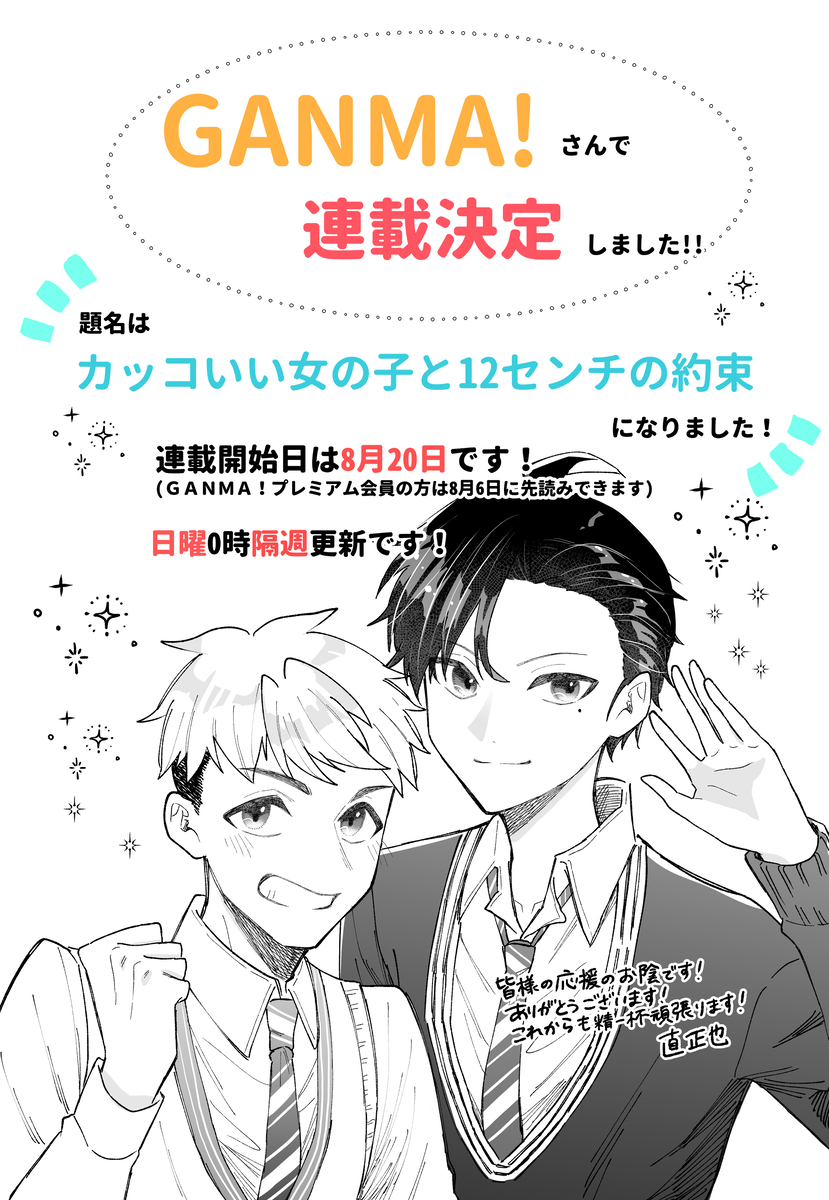 GANMA! さんで
連載決定 しました!!
題名は
カッコいい女の子と12センチの約束
になりました！
連載開始日は8月20日です！
(ＧＡＮＭＡ！プレミアム会員の方は8月6日に先読みできます)
日曜0時隔週更新です！
皆様の応援のお陰です!
ありがとうございます!
これからも精一杯頑張ります!
直正也